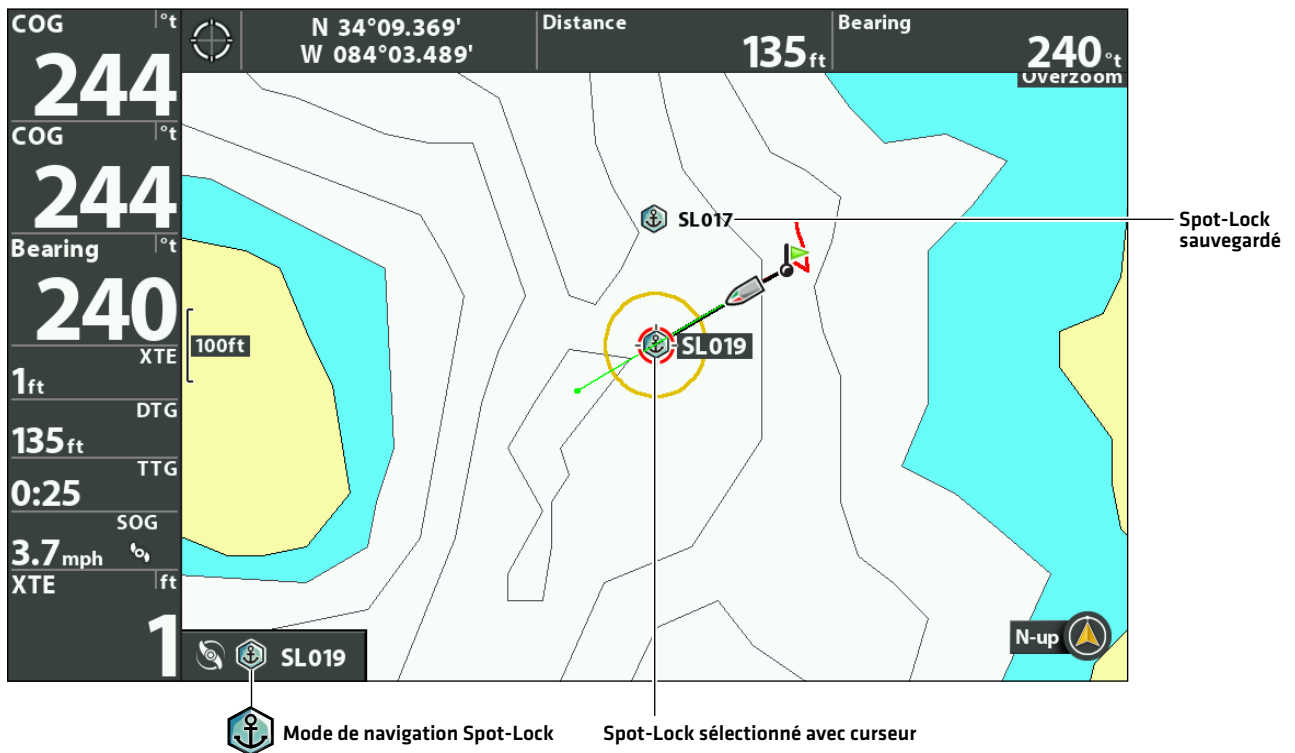 COG °t
244
COG °t
244
Bearing °t
240
XTE
1ft
DTG
135ft
TTG
0:25
SOG
3.7mph
XTE ft
1
N 34°09.369'
W 084°03.489'
Distance
135ft
Bearing
240°t
Overzoom
100ft
SL017
SL019
SL019
N-up
Spot-Lock
sauvegardé
Mode de navigation Spot-Lock
Spot-Lock sélectionné avec curseur